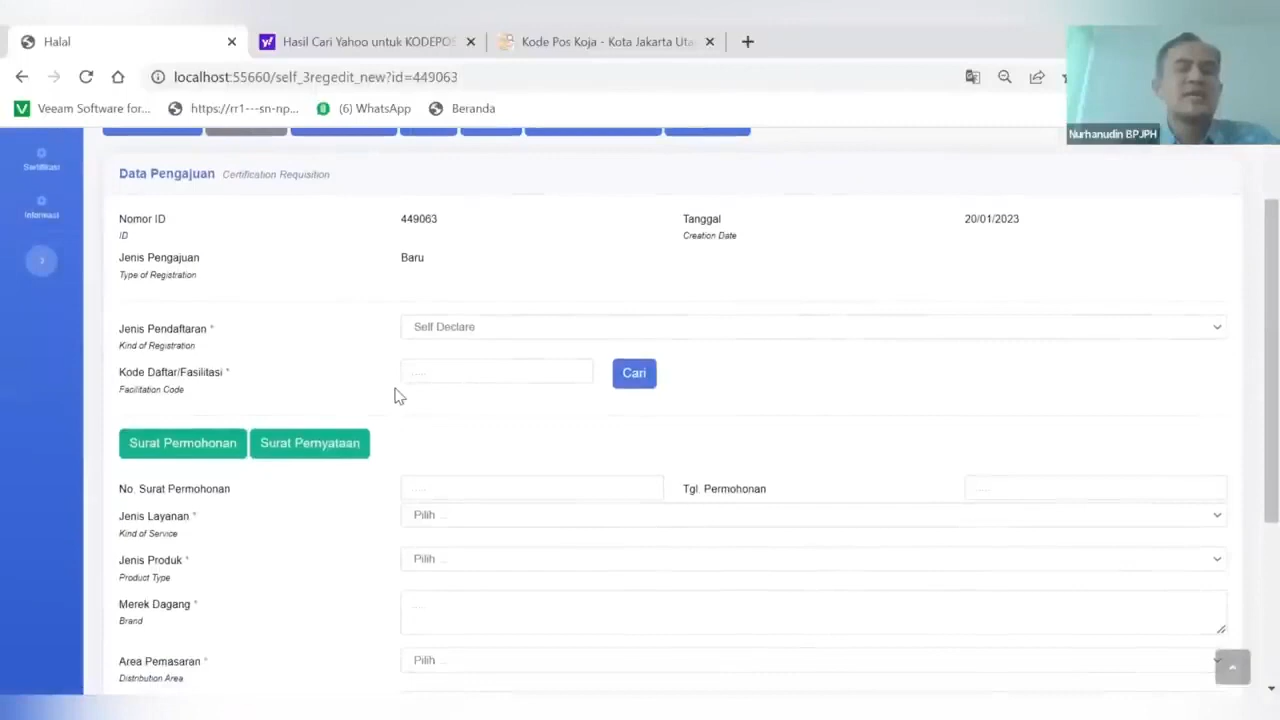 Halal
Hasil Cari Yahoo untuk KODEPOS
Kode Pos Koja - Kota Jakarta Uta
localhost:55660/self_3regedit_new?id=449063
Veeam Software for...
https://rr1---sn-np...
(6) WhatsApp
Beranda
Nurhanudin BPJPH
Sertifikasi
Informasi
Data Pengajuan Certification Requisition
Nomor ID 449063 Tanggal 20/01/2023
ID Creation Date
Jenis Pengajuan Baru
Type of Registration
Jenis Pendaftaran * Self Declare
Kind of Registration
Kode Daftar/Fasilitasi * ..... Cari
Facilitation Code
Surat Permohonan Surat Pernyataan
No. Surat Permohonan ..... Tgl. Permohonan .....
Jenis Layanan * Pilih ...
Kind of Service
Jenis Produk * Pilih ...
Product Type
Merek Dagang * ....
Brand
Area Pemasaran * Pilih ...
Distribution Area